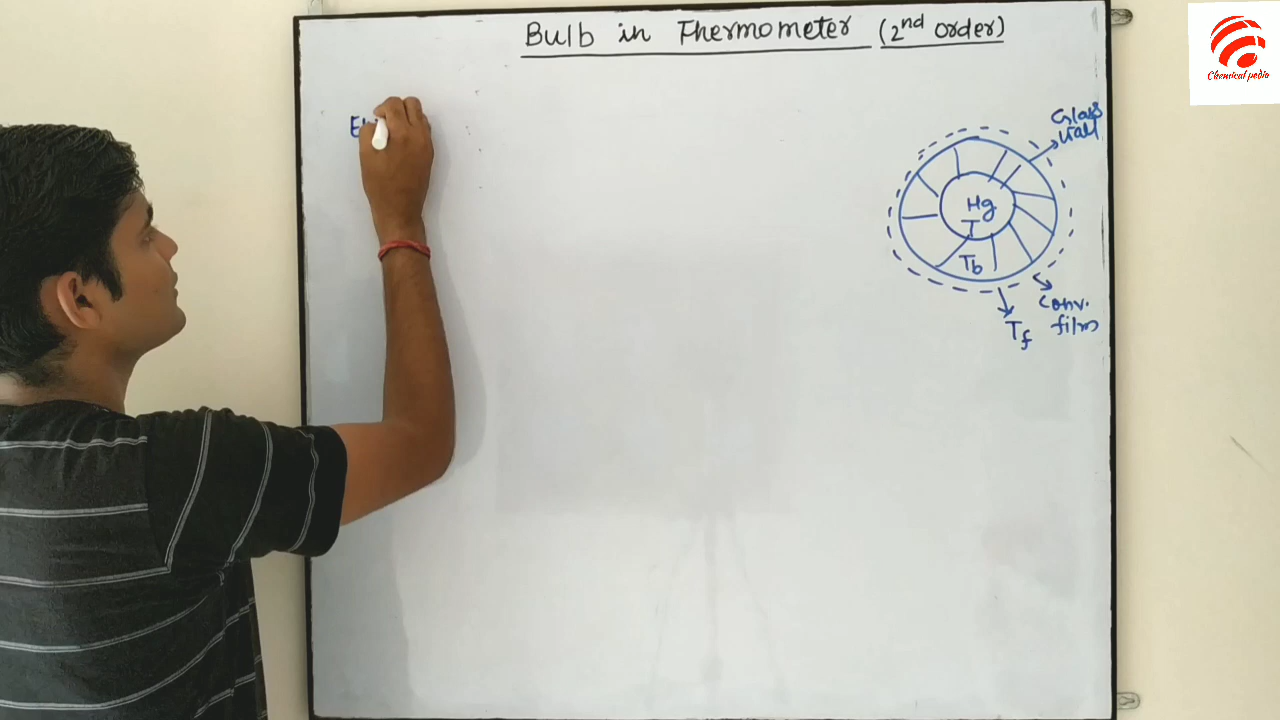 Bulb in Thermometer (2nd order)
Chemical pedia
Glass
Wall
Hg
T
Tb
Conv.
film
Tf